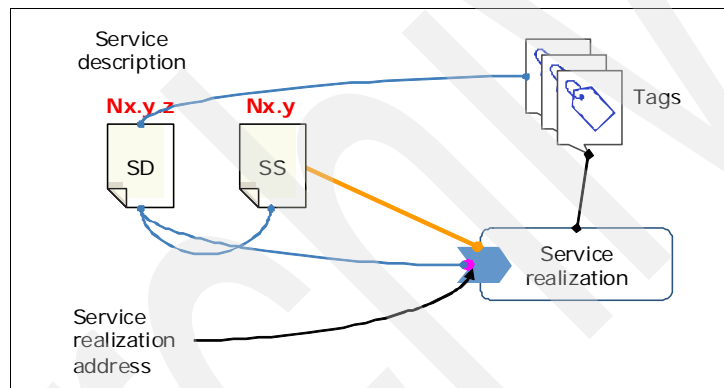 Service
description
Nx.y z
Nx.y
SD
SS
Tags
Service
realization
Service
realization
address